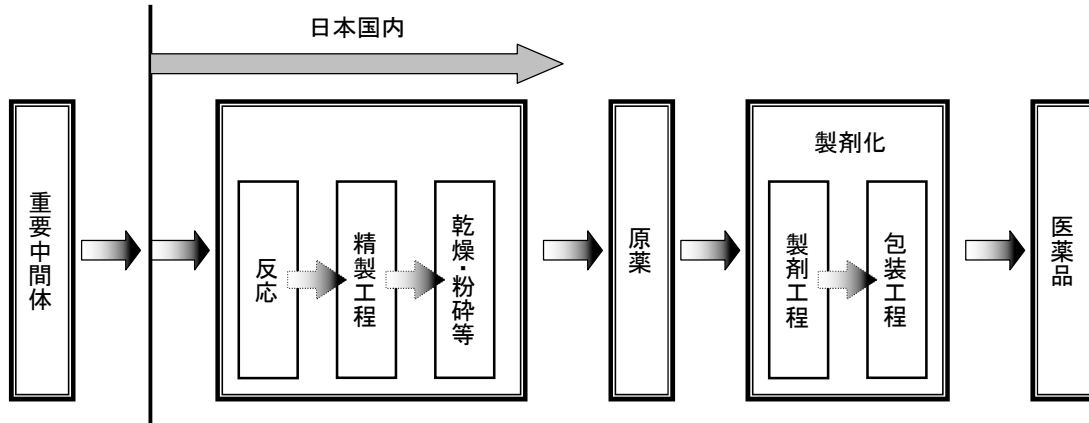 日本国内
重要中間体
反応
精製工程
乾燥・粉砕等
原薬
製剤化
製剤工程
包装工程
医薬品